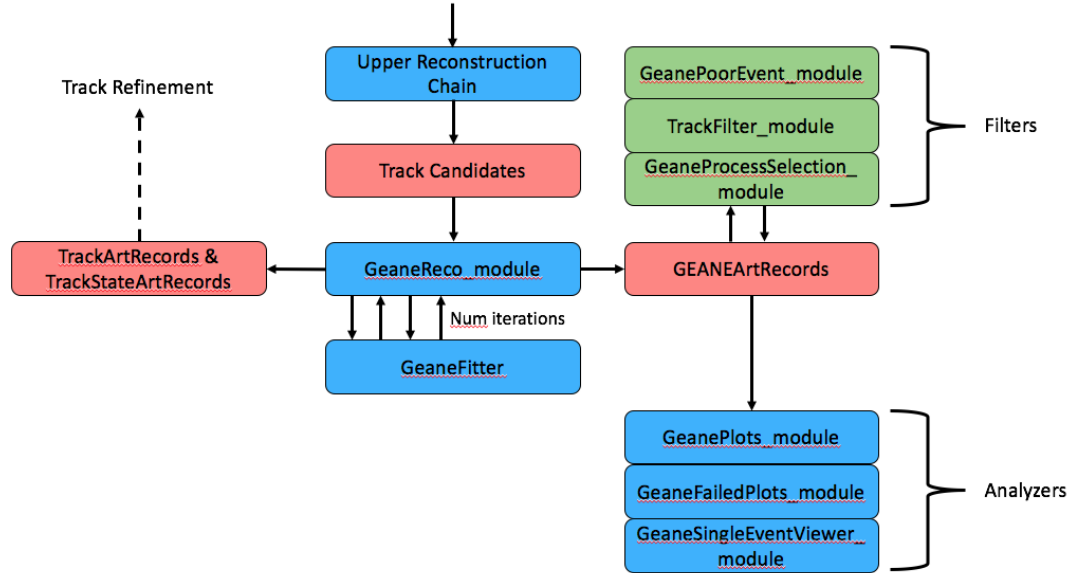 Upper Reconstruction
Chain
Track Refinement
Track Candidates
GeanePoorEvent_module
TrackFilter_module
GeaneProcessSelection_
module
Filters
TrackArtRecords &
TrackStateArtRecords
GeaneReco_module
GEANEArtRecords
Num iterations
GeaneFitter
GeanePlots_module
GeaneFailedPlots_module
GeaneSingleEventViewer_
module
Analyzers